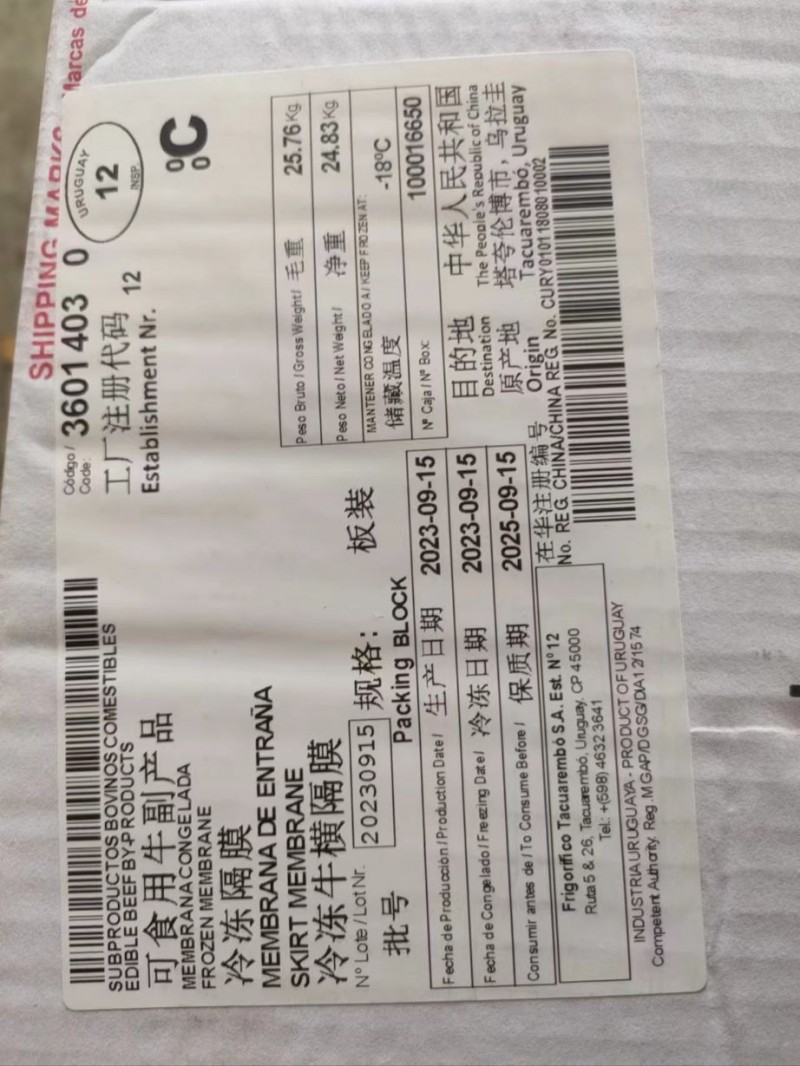 SHIPPING MARKS
Marcas de
SUBPRODUCTOS BOVINOS COMESTIBLES
EDIBLE BEEF BY-PRODUCTS
可食用牛副产品
MEMBRANA CONGELADA
FROZEN MEMBRANE
冷冻隔膜
MEMBRANA DE ENTRAÑA
SKIRT MEMBRANE
冷冻牛横隔膜
Nº Lote / Lot Nr.
批号
20230915
规格: 板装
Packing BLOCK
Código /
Code:
3601403 0
工厂注册代码
Establishment Nr. 12
URUGUAY
12
INSP.
Peso Bruto / Gross Weight/ 毛重 25.76 Kg.
Peso Neto / Net Weight / 净重 24.83 Kg.
MANTENER CONGELADO A / KEEP FROZEN AT:
储藏温度 -18ºC
Nº Caja / Nº Box: 100016650
Fecha de Producción / Production Date / 生产日期 2023-09-15
Fecha de Congelado / Freezing Date / 冷冻日期 2023-09-15
Consumir antes de / To Consume Before / 保质期 2025-09-15
目的地 中华人民共和国
Destination The People's Republic of China
原产地 塔夸伦博市，乌拉圭
Origin Tacuarembó, Uruguay
在华注册编号
No. REG. CHINA/CHINA REG. No. CURY01011808010002
Frigorífico Tacuarembó S.A. Est. Nº 12
Ruta 5 & 26, Tacuarembó, Uruguay. CP 45000
Tel.: +(598) 4632 3641
INDUSTRIA URUGUAYA - PRODUCT OF URUGUAY
Competent Authority. Reg. MGAP/DGSG/DIA 12/1574